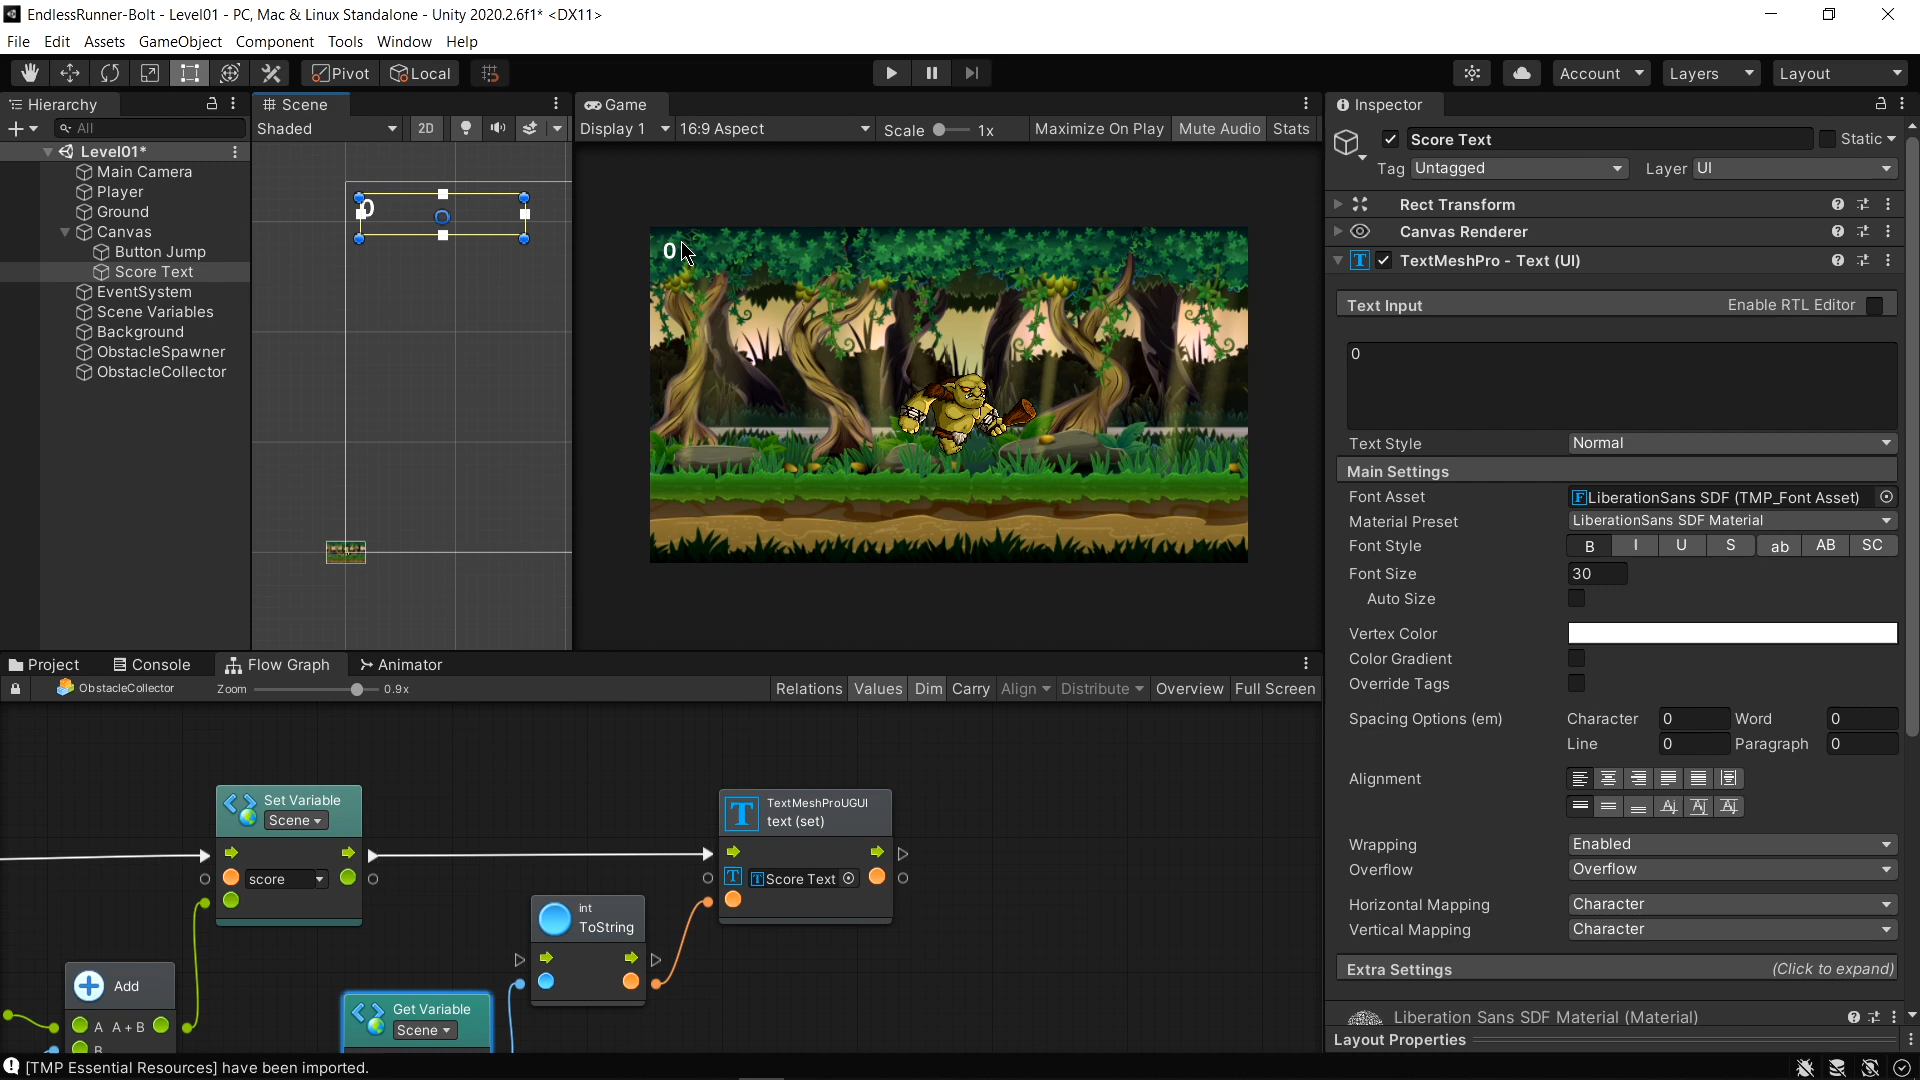 EndlessRunner-Bolt - Level01 - PC, Mac & Linux Standalone - Unity 2020.2.6f1* <DX11>
File Edit Assets GameObject Component Tools Window Help
Pivot Local Account Layers Layout
Hierarchy
All
Level01*
Main Camera
Player
Ground
Canvas
Button Jump
Score Text
EventSystem
Scene Variables
Background
ObstacleSpawner
ObstacleCollector
Scene
Shaded 2D
0
Game
Display 1 16:9 Aspect Scale 1x Maximize On Play Mute Audio Stats
0
Inspector
Score Text Static
Tag Untagged Layer UI
Rect Transform
Canvas Renderer
TextMeshPro - Text (UI)
Text Input Enable RTL Editor
0
Text Style Normal
Main Settings
Font Asset LiberationSans SDF (TMP_Font Asset)
Material Preset LiberationSans SDF Material
Font Style B I U S ab AB SC
Font Size 30
Auto Size
Vertex Color
Color Gradient
Override Tags
Spacing Options (em) Character 0 Word 0
Line 0 Paragraph 0
Alignment
Wrapping Enabled
Overflow Overflow
Horizontal Mapping Character
Vertical Mapping Character
Extra Settings (Click to expand)
Liberation Sans SDF Material (Material)
Layout Properties
Project Console Flow Graph Animator
ObstacleCollector Zoom 0.9x Relations Values Dim Carry Align Distribute Overview Full Screen
Set Variable
Scene
score
TextMeshProUGUI
text (set)
Score Text
int
ToString
Add
A A + B
B
Get Variable
Scene
[TMP Essential Resources] have been imported.